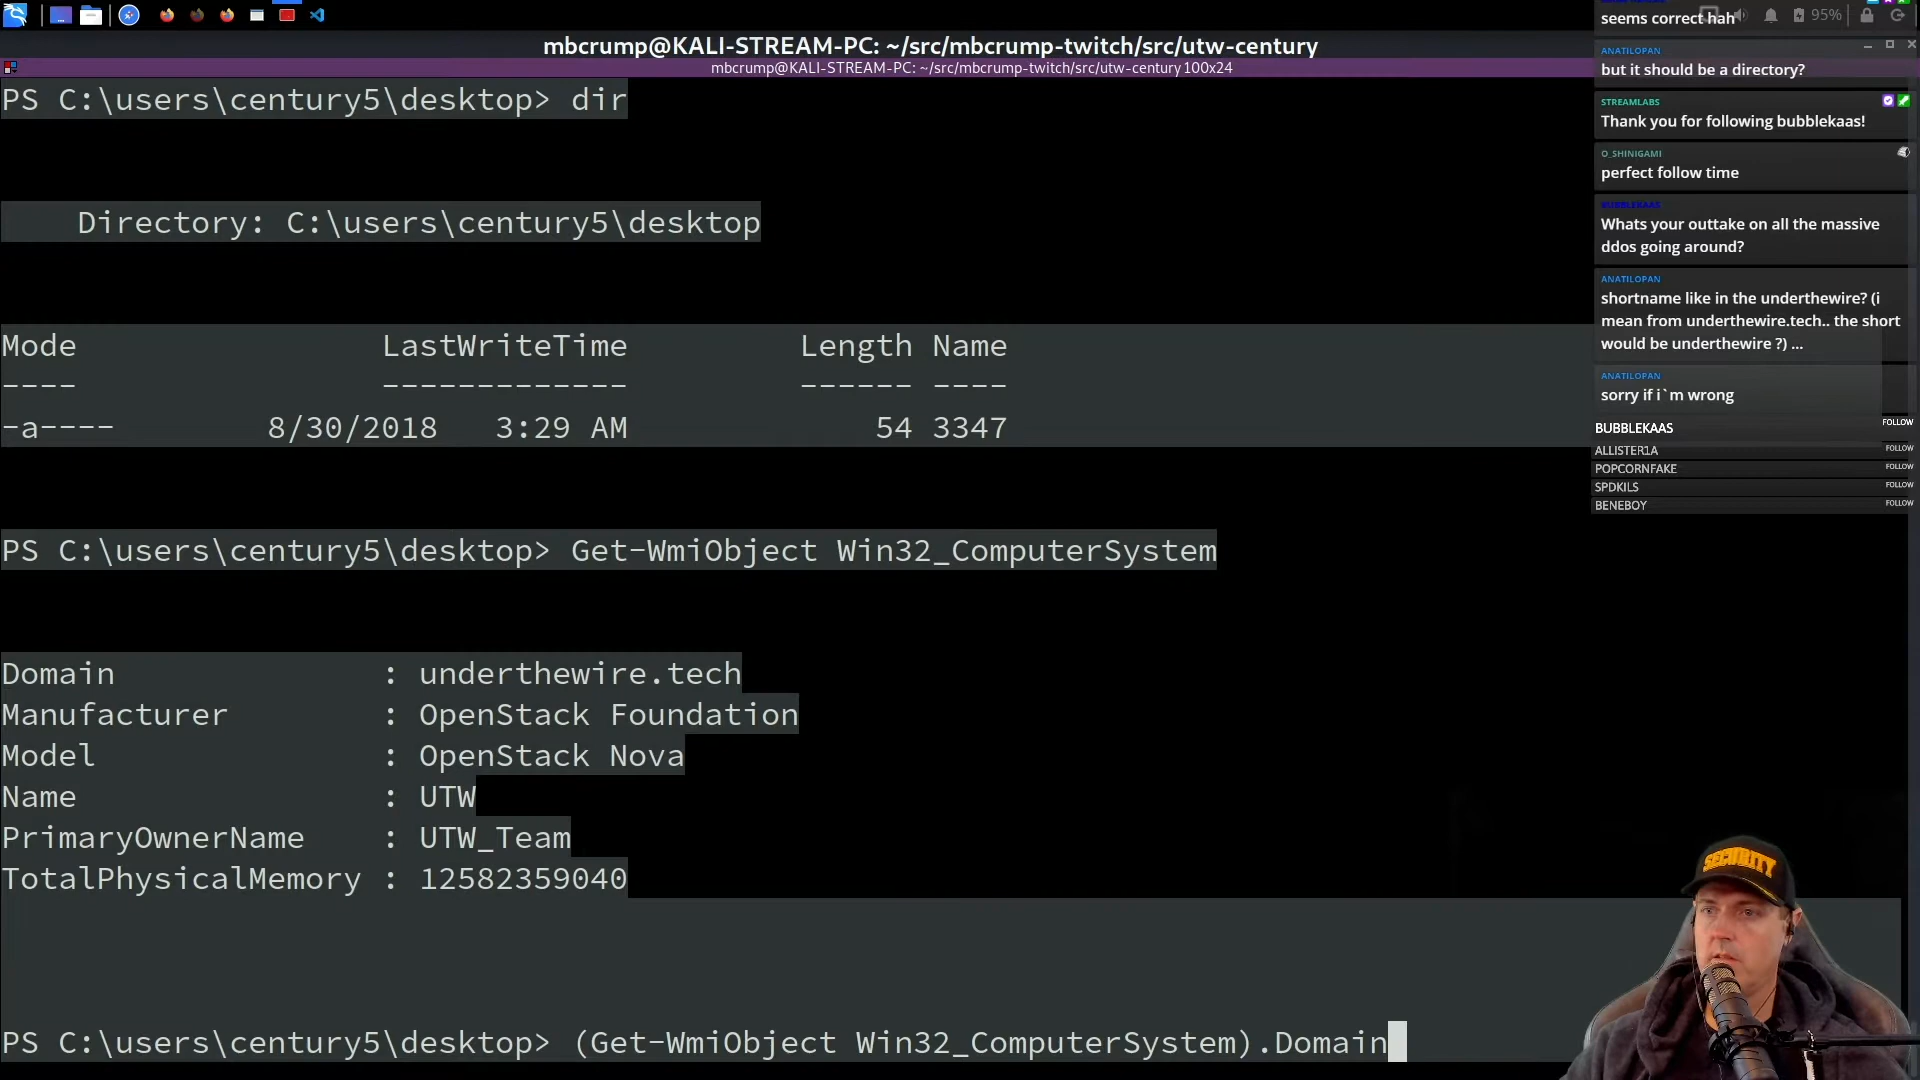 95%
mbcrump@KALI-STREAM-PC: ~/src/mbcrump-twitch/src/utw-century
mbcrump@KALI-STREAM-PC: ~/src/mbcrump-twitch/src/utw-century 100x24
PS C:\users\century5\desktop> dir
Directory: C:\users\century5\desktop
Mode LastWriteTime Length Name
---- ------------- ------ ----
-a---- 8/30/2018 3:29 AM 54 3347
PS C:\users\century5\desktop> Get-WmiObject Win32_ComputerSystem
Domain : underthewire.tech
Manufacturer : OpenStack Foundation
Model : OpenStack Nova
Name : UTW
PrimaryOwnerName : UTW_Team
TotalPhysicalMemory : 12582359040
PS C:\users\century5\desktop> (Get-WmiObject Win32_ComputerSystem).Domain
seems correct hah
ANATILOPAN
but it should be a directory?
STREAMLABS
Thank you for following bubblekaas!
O_SHINIGAMI
perfect follow time
BUBBLEKAAS
Whats your outtake on all the massive
ddos going around?
ANATILOPAN
shortname like in the underthewire? (i
mean from underthewire.tech.. the short
would be underthewire ?) ...
ANATILOPAN
sorry if i`m wrong
BUBBLEKAAS FOLLOW
ALLISTER1A FOLLOW
POPCORNFAKE FOLLOW
SPDKILS FOLLOW
BENEBOY FOLLOW
SECURITY